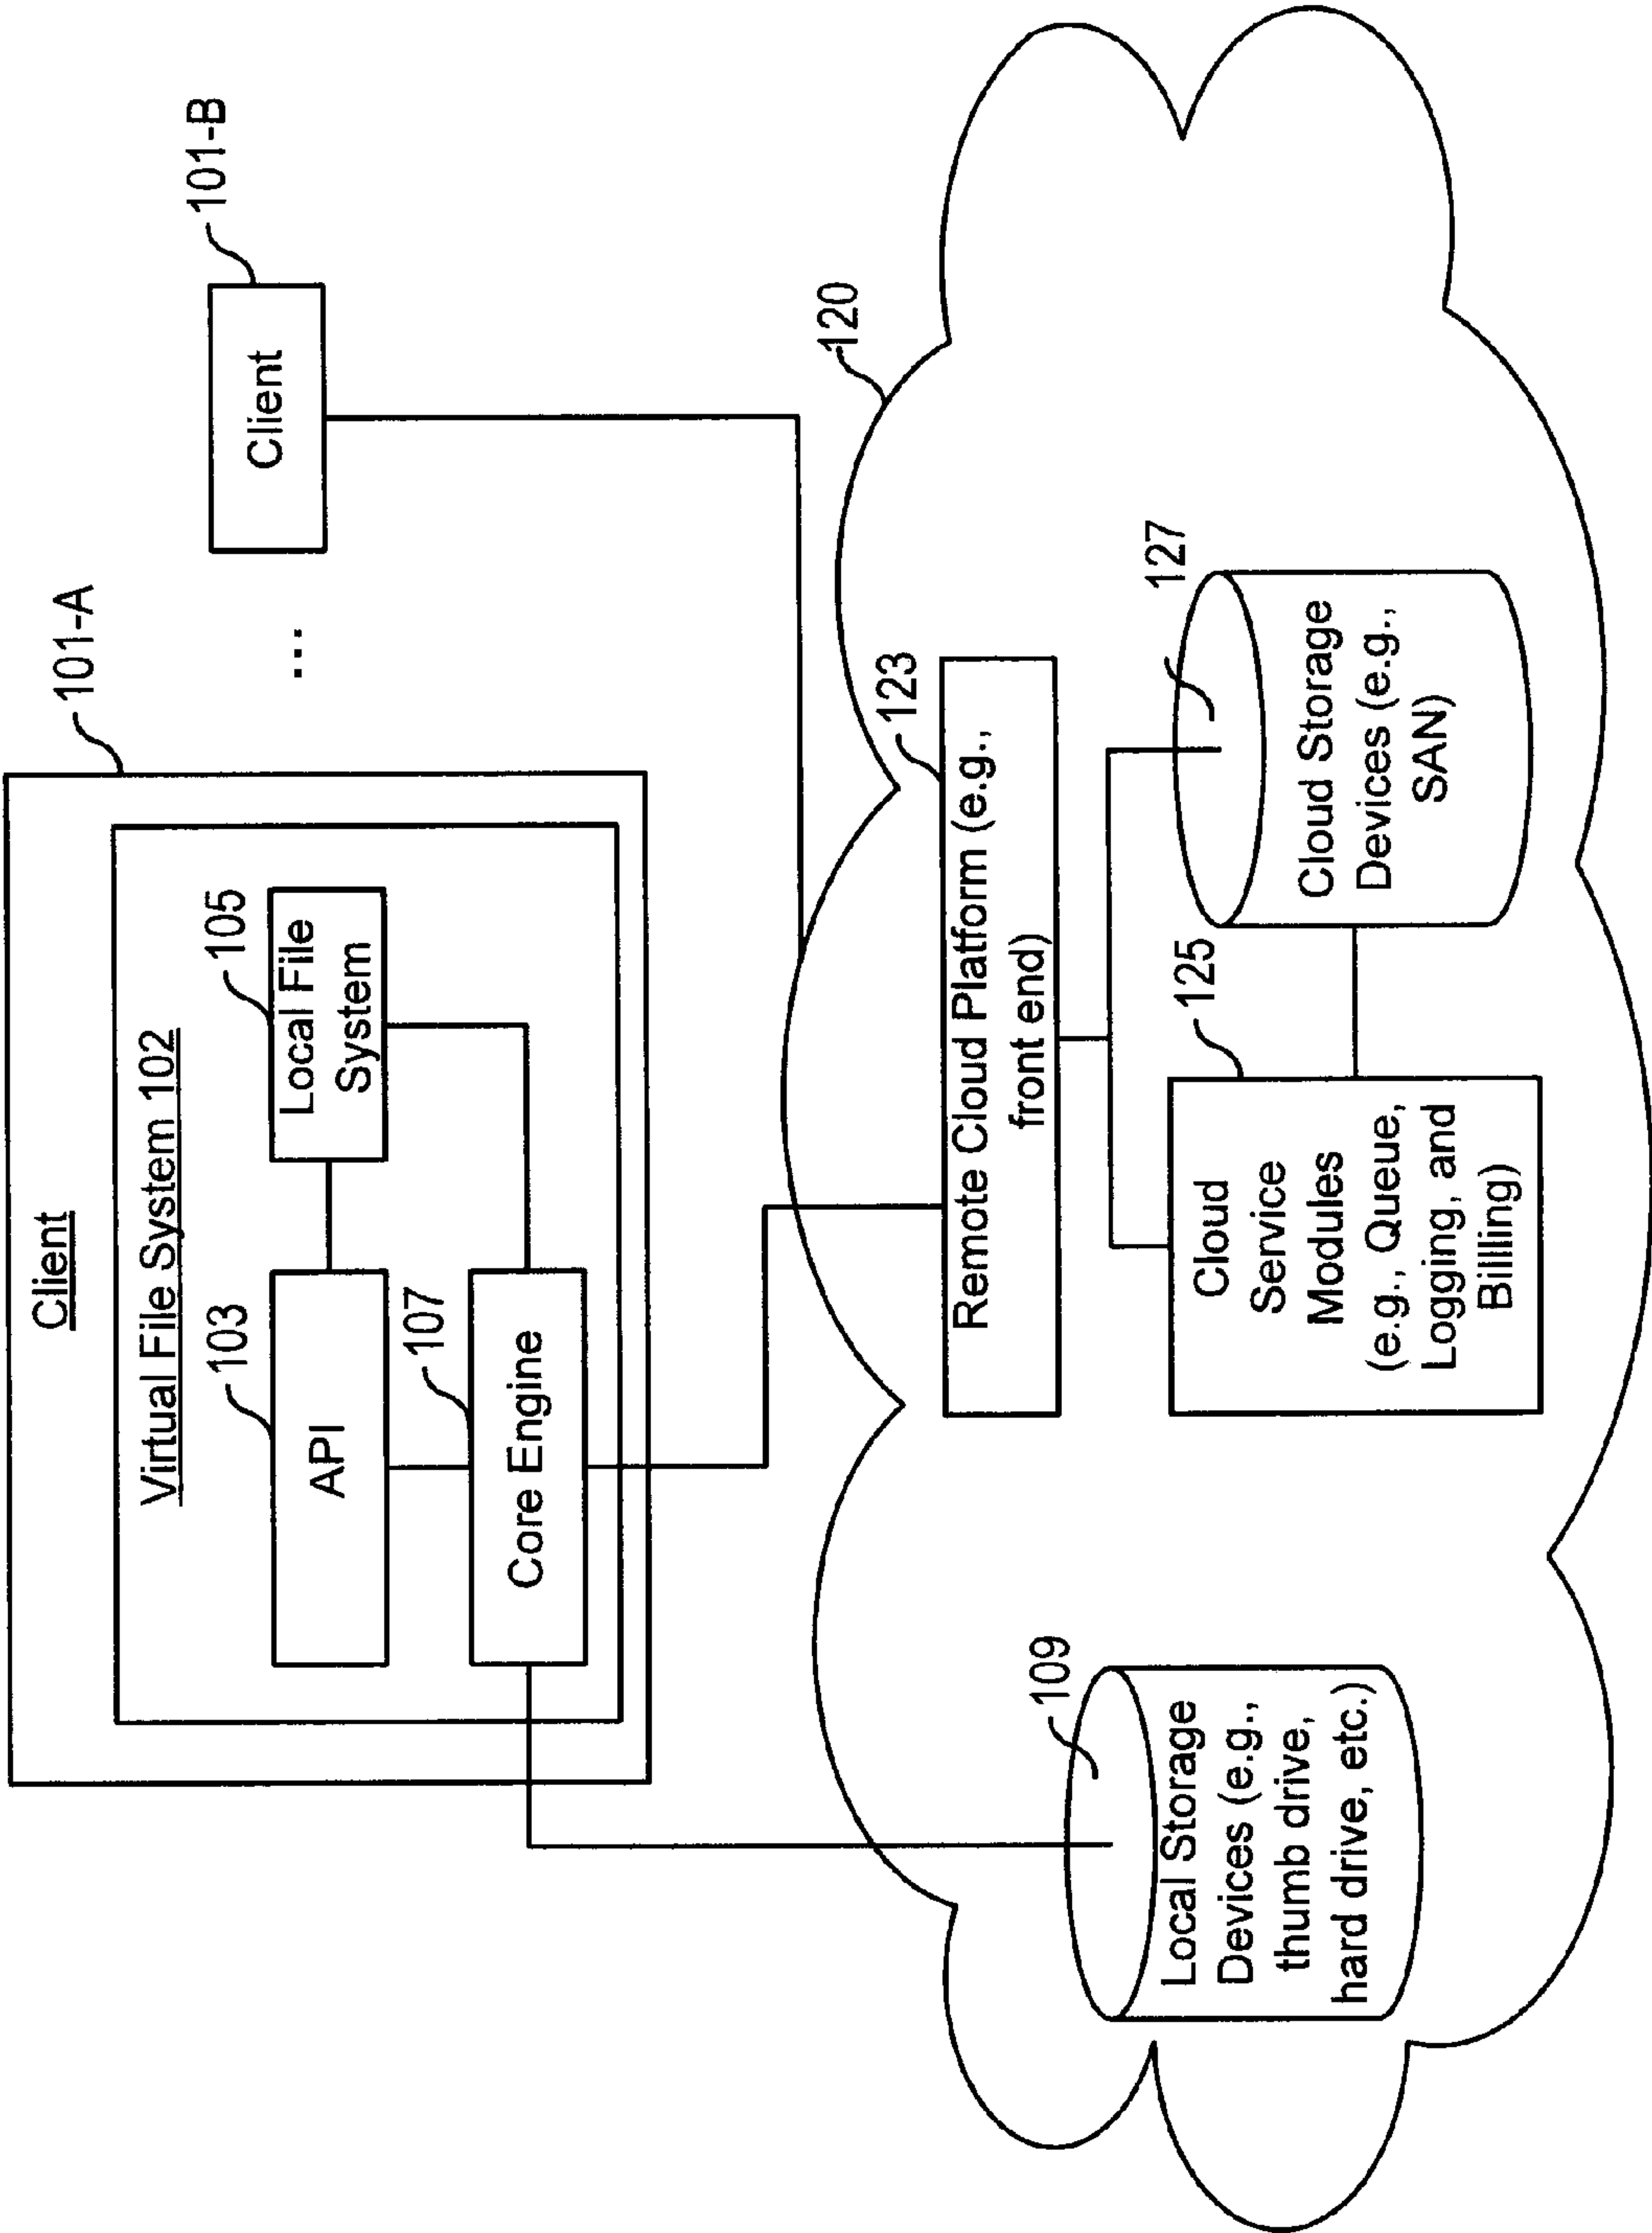 101-A
Client
Virtual File System 102
103
API
105
Local File
System
107
Core Engine
...
101-B
Client
120
109
Local Storage
Devices (e.g.,
thumb drive,
hard drive, etc.)
123
Remote Cloud Platform (e.g.,
front end)
125
Cloud
Service
Modules
(e.g., Queue,
Logging, and
Billing)
127
Cloud Storage
Devices (e.g.,
SAN)